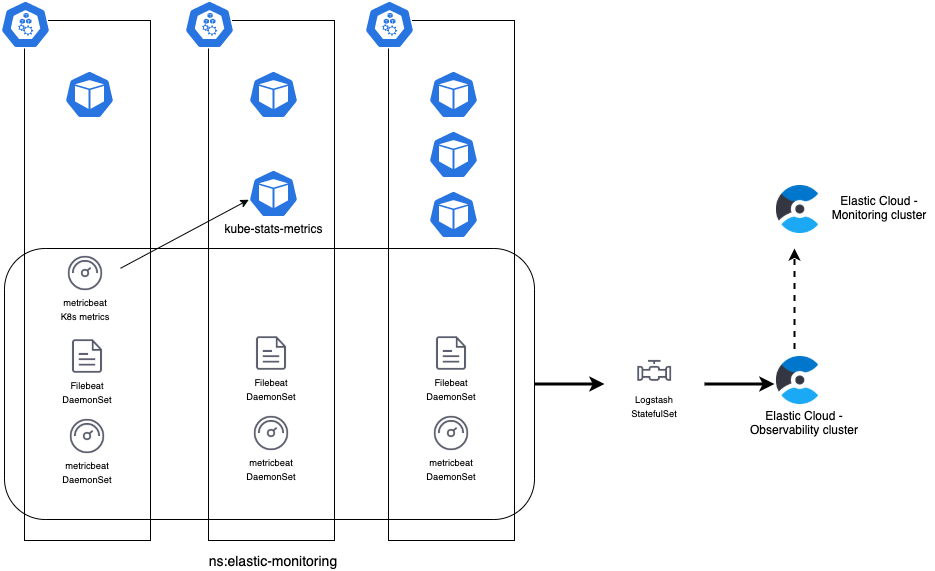 kube-stats-metrics
metricbeat
K8s metrics
Filebeat
DaemonSet
Filebeat
DaemonSet
Filebeat
DaemonSet
metricbeat
DaemonSet
metricbeat
DaemonSet
metricbeat
DaemonSet
ns:elastic-monitoring
Logstash
StatefulSet
Elastic Cloud -
Monitoring cluster
Elastic Cloud -
Observability cluster